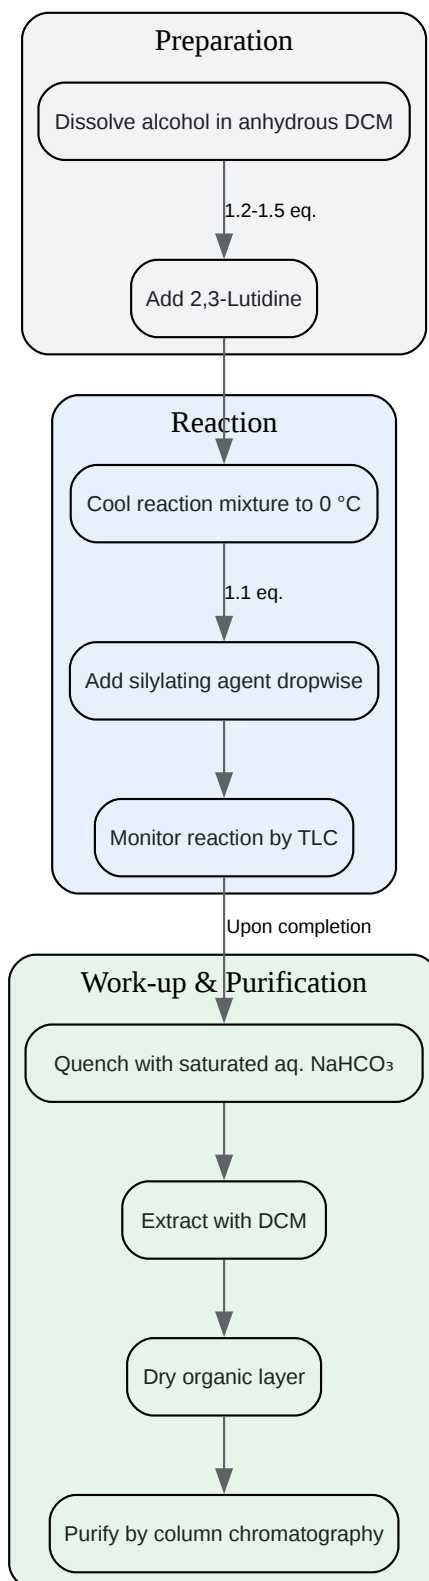 Preparation
Dissolve alcohol in anhydrous DCM
1.2-1.5 eq.
Add 2,3-Lutidine
Reaction
Cool reaction mixture to 0 °C
1.1 eq.
Add silylating agent dropwise
Monitor reaction by TLC
Upon completion
Work-up & Purification
Quench with saturated aq. NaHCO₃
Extract with DCM
Dry organic layer
Purify by column chromatography